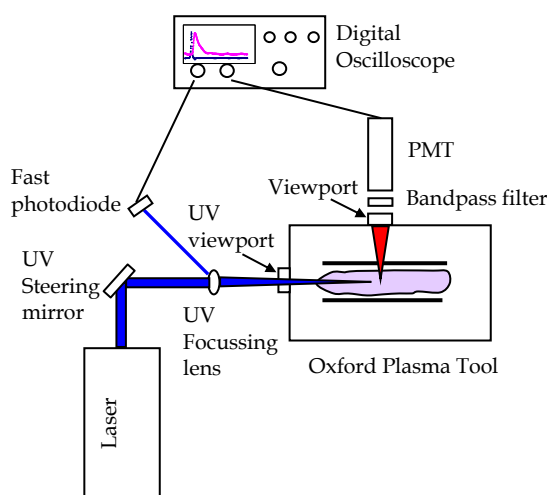 Digital
Oscilloscope
PMT
Viewport
Bandpass filter
Fast
photodiode
UV
viewport
UV
Steering
mirror
UV
Focussing
lens
Oxford Plasma Tool
Laser